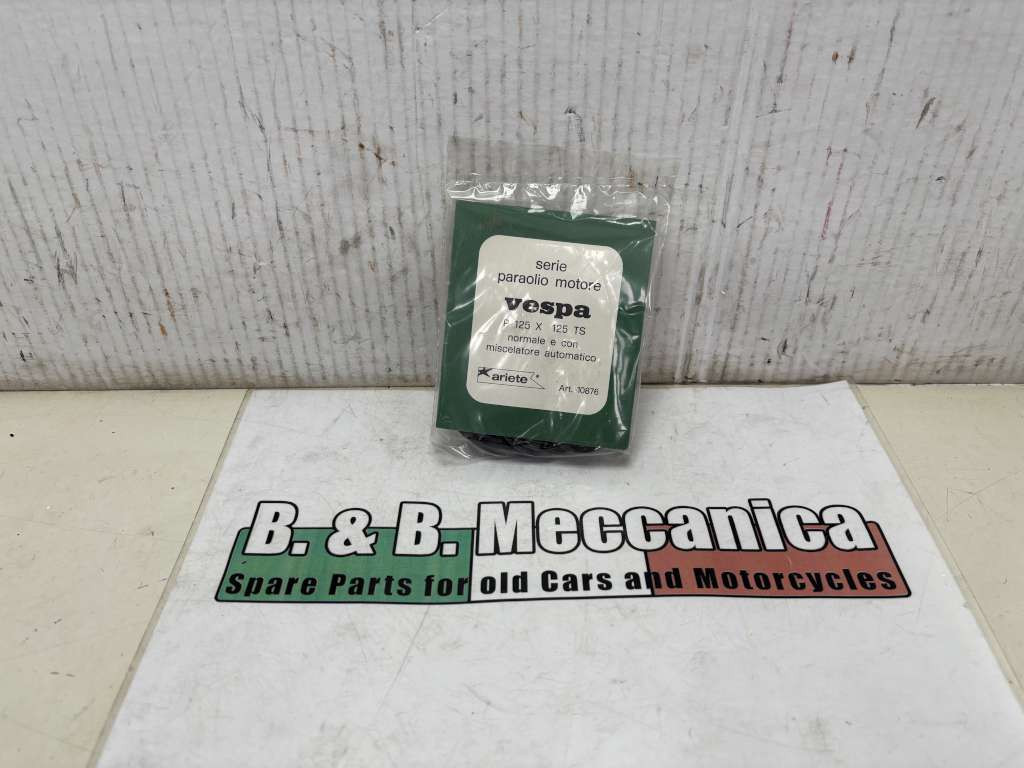 serie
paraolio motore
vespa
P 125 X 125 TS
normale e con
miscelatore automatico
ariete
Art. 10876
B. & B. Meccanica
Spare Parts for old Cars and Motorcycles